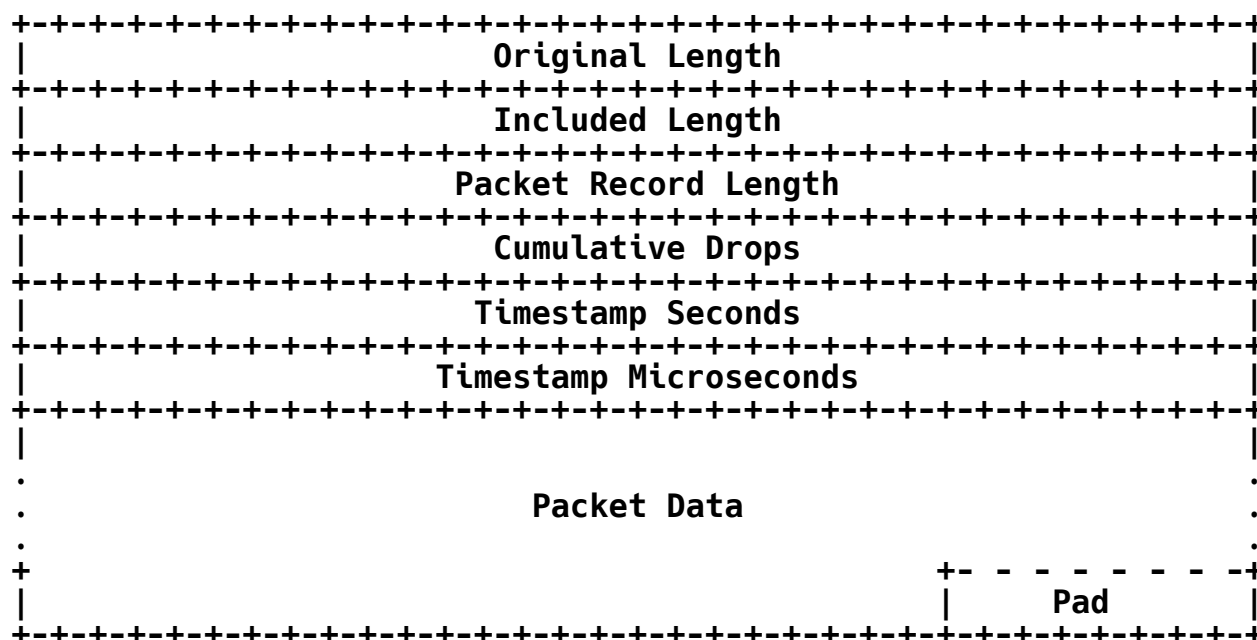 Original Length
Included Length
Packet Record Length
Cumulative Drops
Timestamp Seconds
Timestamp Microseconds
Packet Data
Pad